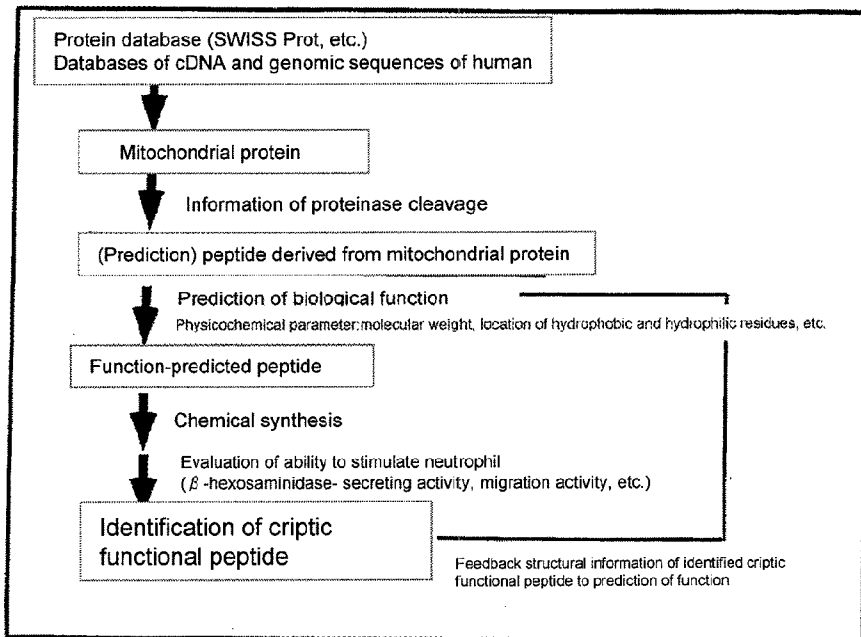 Protein database (SWISS Prot, etc.)
Databases of cDNA and genomic sequences of human
Mitochondrial protein
Information of proteinase cleavage
(Prediction) peptide derived from mitochondrial protein
Prediction of biological function
Physicochemical parameter:molecular weight, location of hydrophobic and hydrophilic residues, etc.
Function-predicted peptide
Chemical synthesis
Evaluation of ability to stimulate neutrophil
(β-hexosaminidase- secreting activity, migration activity, etc.)
Identification of criptic
functional peptide
Feedback structural information of identified criptic
functional peptide to prediction of function